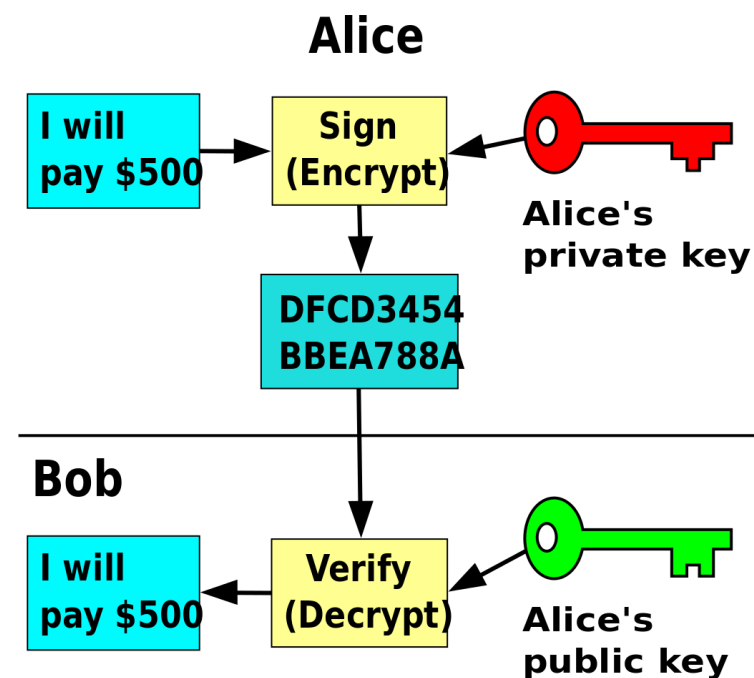 Alice
I will
pay $500
Sign
(Encrypt)
Alice's
private key
DFCD3454
BBEA788A
Bob
I will
pay $500
Verify
(Decrypt)
Alice's
public key